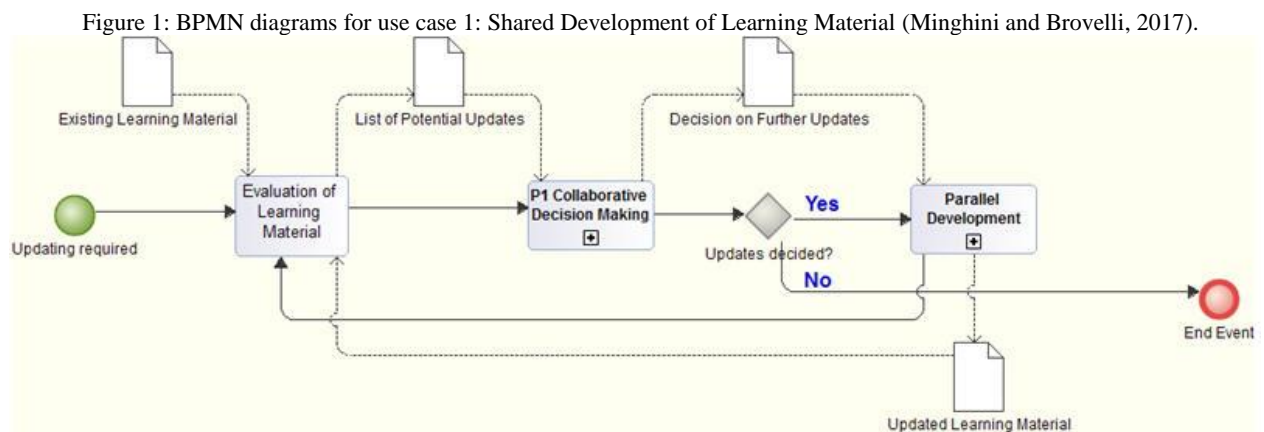 Figure 1: BPMN diagrams for use case 1: Shared Development of Learning Material (Minghini and Brovelli, 2017).
Existing Learning Material
List of Potential Updates
Decision on Further Updates
Updating required
Evaluation of
Learning
Material
P1 Collaborative
Decision Making
Updates decided?
Yes
No
Parallel
Development
End Event
Updated Learning Material